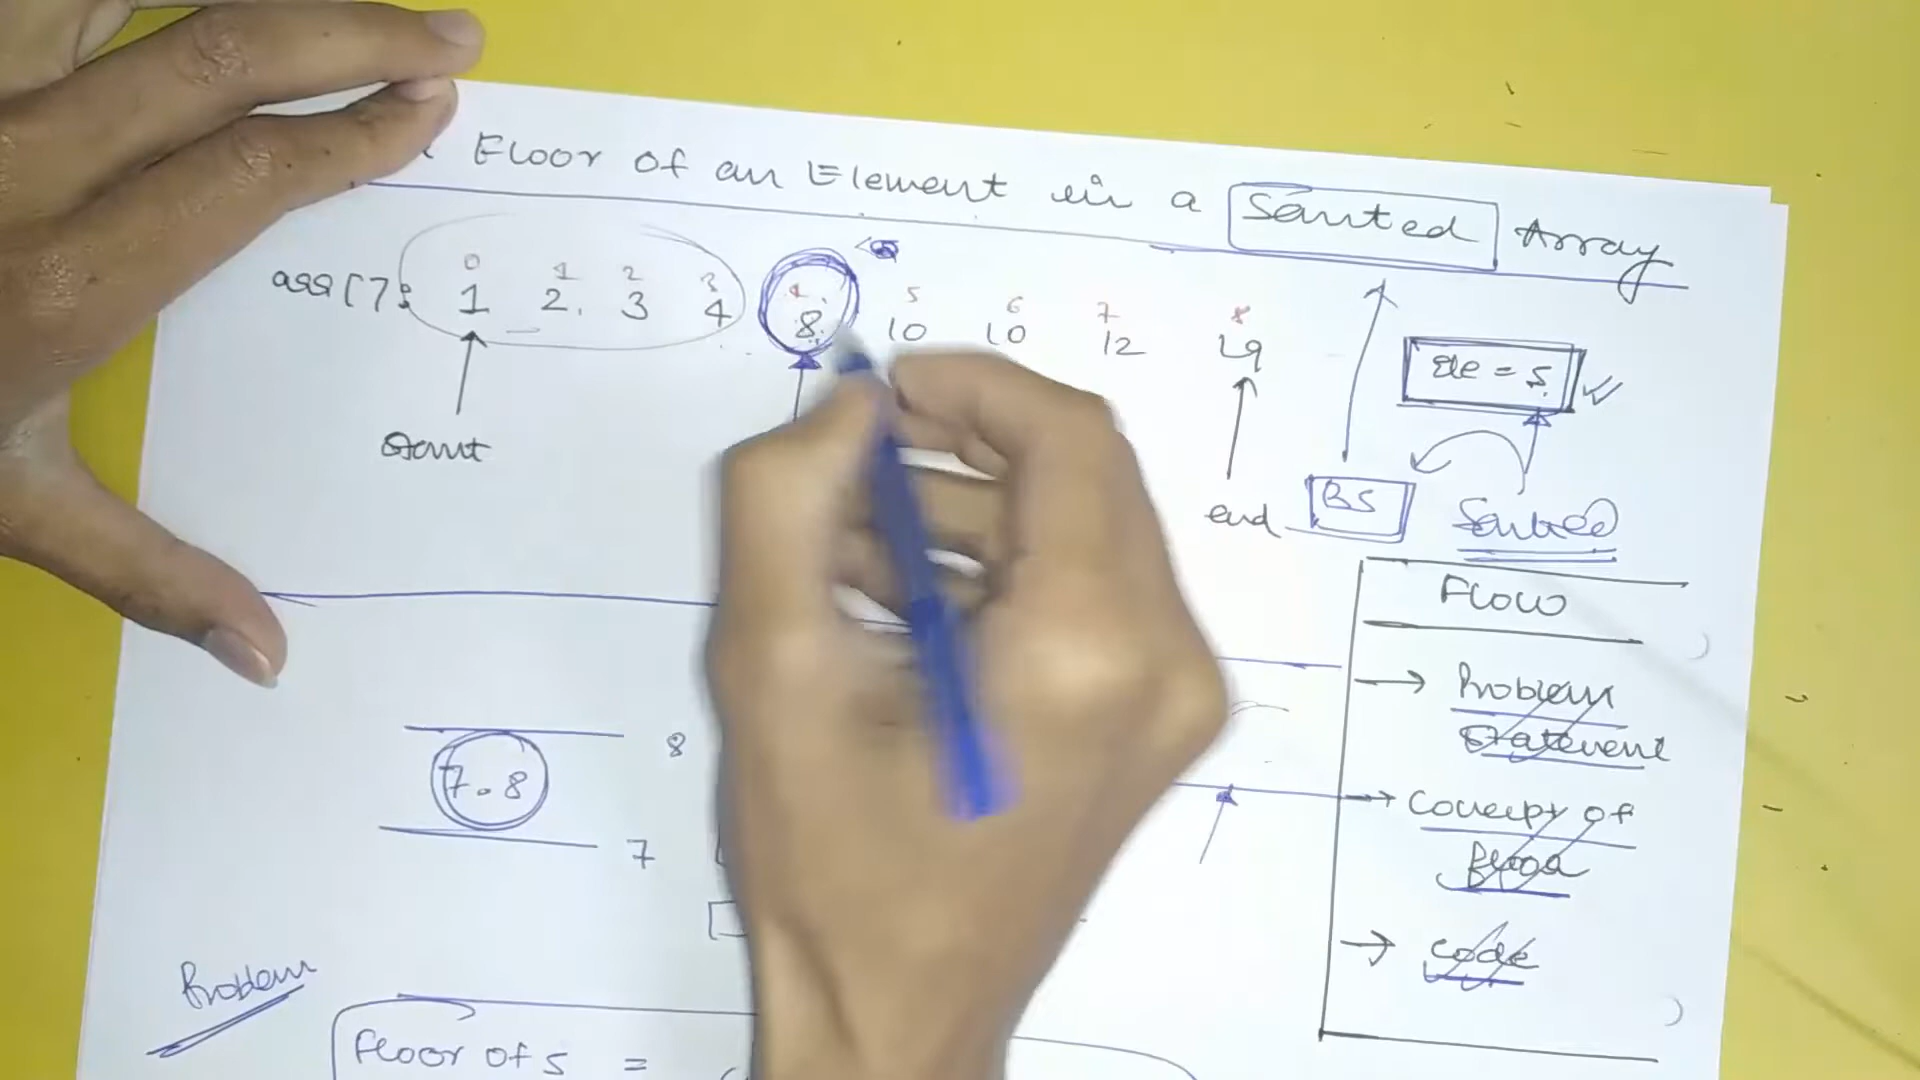 Floor of an Element in a Sorted Array
0 1 2 3 4 5 6 7 8
arr[]: 1 2. 3 4 8 10 10 12 19
ele = 5
start
end
BS
Sorted
Flow
Problem
Statement
8
7.8
7
Concept of
Floor
Code
Problem
Floor of 5 =